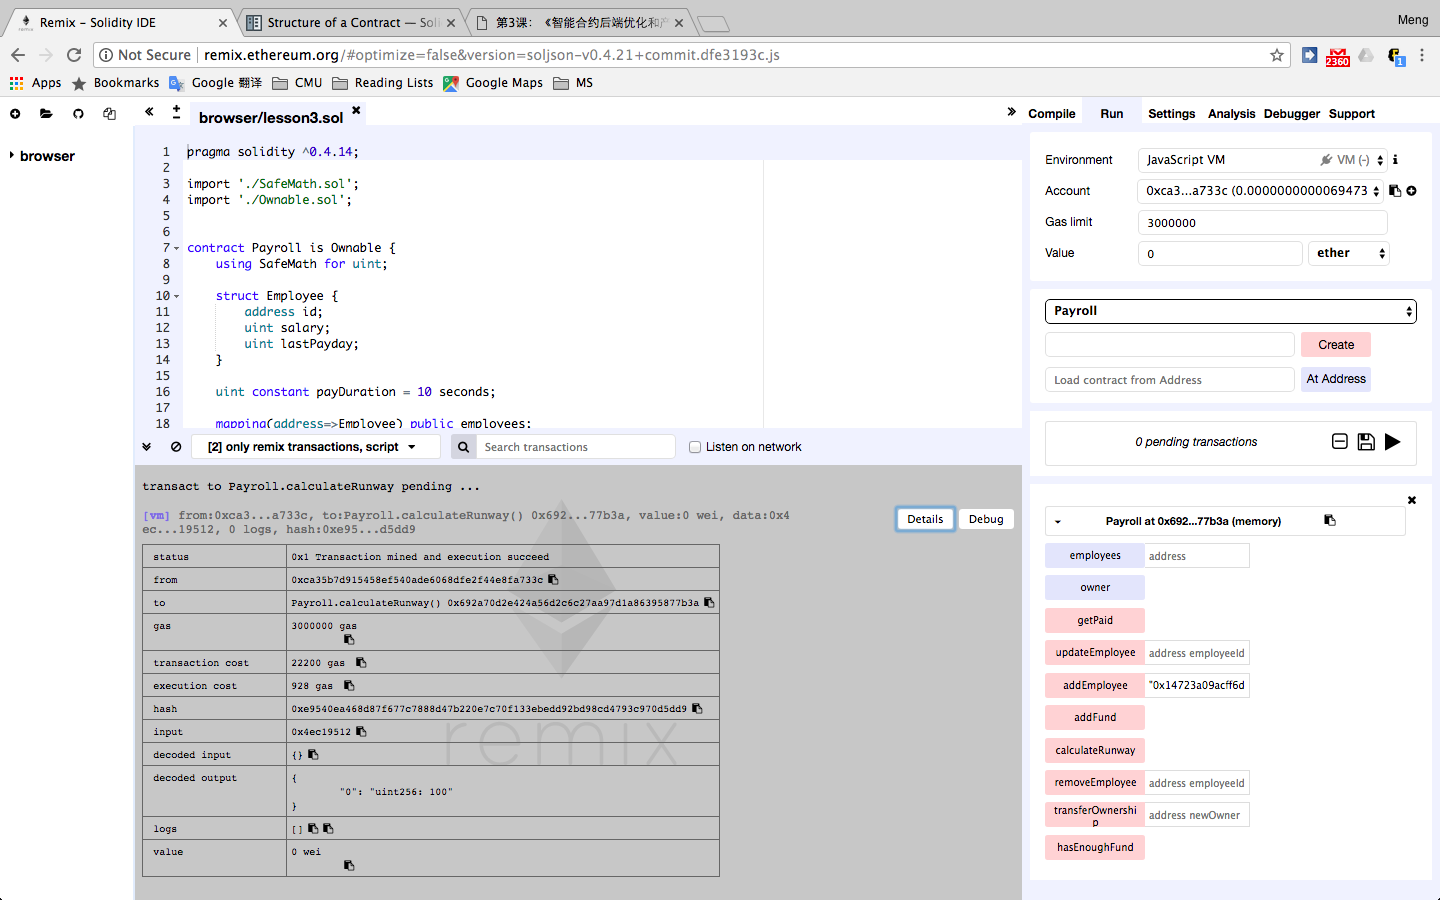 Remix - Solidity IDE
Structure of a Contract — Soli
第3课: 《智能合约后端优化和产
Meng
Not Secure
remix.ethereum.org/#optimize=false&version=soljson-v0.4.21+commit.dfe3193c.js
2360
1
Apps
Bookmarks
Google 翻译
CMU
Reading Lists
Google Maps
MS
browser
browser/lesson3.sol
Compile
Run
Settings
Analysis
Debugger
Support
1 pragma solidity ^0.4.14;
2
3 import './SafeMath.sol';
4 import './Ownable.sol';
5
6
7 contract Payroll is Ownable {
8 using SafeMath for uint;
9
10 struct Employee {
11 address id;
12 uint salary;
13 uint lastPayday;
14 }
15
16 uint constant payDuration = 10 seconds;
17
18 mapping(address=>Employee) public employees;
[2] only remix transactions, script
Search transactions
Listen on network
transact to Payroll.calculateRunway pending ...
[vm] from:0xca3...a733c, to:Payroll.calculateRunway() 0x692...77b3a, value:0 wei, data:0x4
ec...19512, 0 logs, hash:0xe95...d5dd9
Details
Debug
status 0x1 Transaction mined and execution succeed
from 0xca35b7d915458ef540ade6068dfe2f44e8fa733c
to Payroll.calculateRunway() 0x692a70d2e424a56d2c6c27aa97d1a86395877b3a
gas 3000000 gas
transaction cost 22200 gas
execution cost 928 gas
hash 0xe9540ea468d87f677c7888d47b220e7c70f133ebedd92bd98cd4793c970d5dd9
input 0x4ec19512
decoded input {}
decoded output {
"0": "uint256: 100"
}
logs []
value 0 wei
remix
Environment
JavaScript VM
VM (-)
Account
0xca3...a733c (0.0000000000069473
Gas limit
3000000
Value
0
ether
Payroll
Create
Load contract from Address
At Address
0 pending transactions
Payroll at 0x692...77b3a (memory)
employees
address
owner
getPaid
updateEmployee
address employeeId
addEmployee
"0x14723a09acff6d
addFund
calculateRunway
removeEmployee
address employeeId
transferOwnershi
p
address newOwner
hasEnoughFund